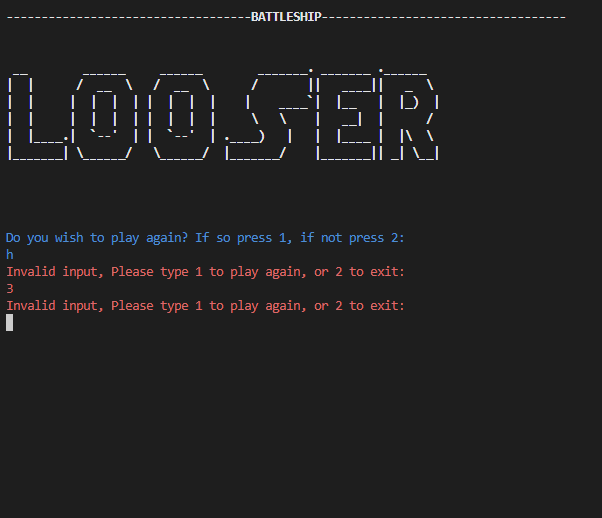 -----------------------------------BATTLESHIP-----------------------------------
LOOSER
Do you wish to play again? If so press 1, if not press 2:
h
Invalid input, Please type 1 to play again, or 2 to exit:
3
Invalid input, Please type 1 to play again, or 2 to exit: